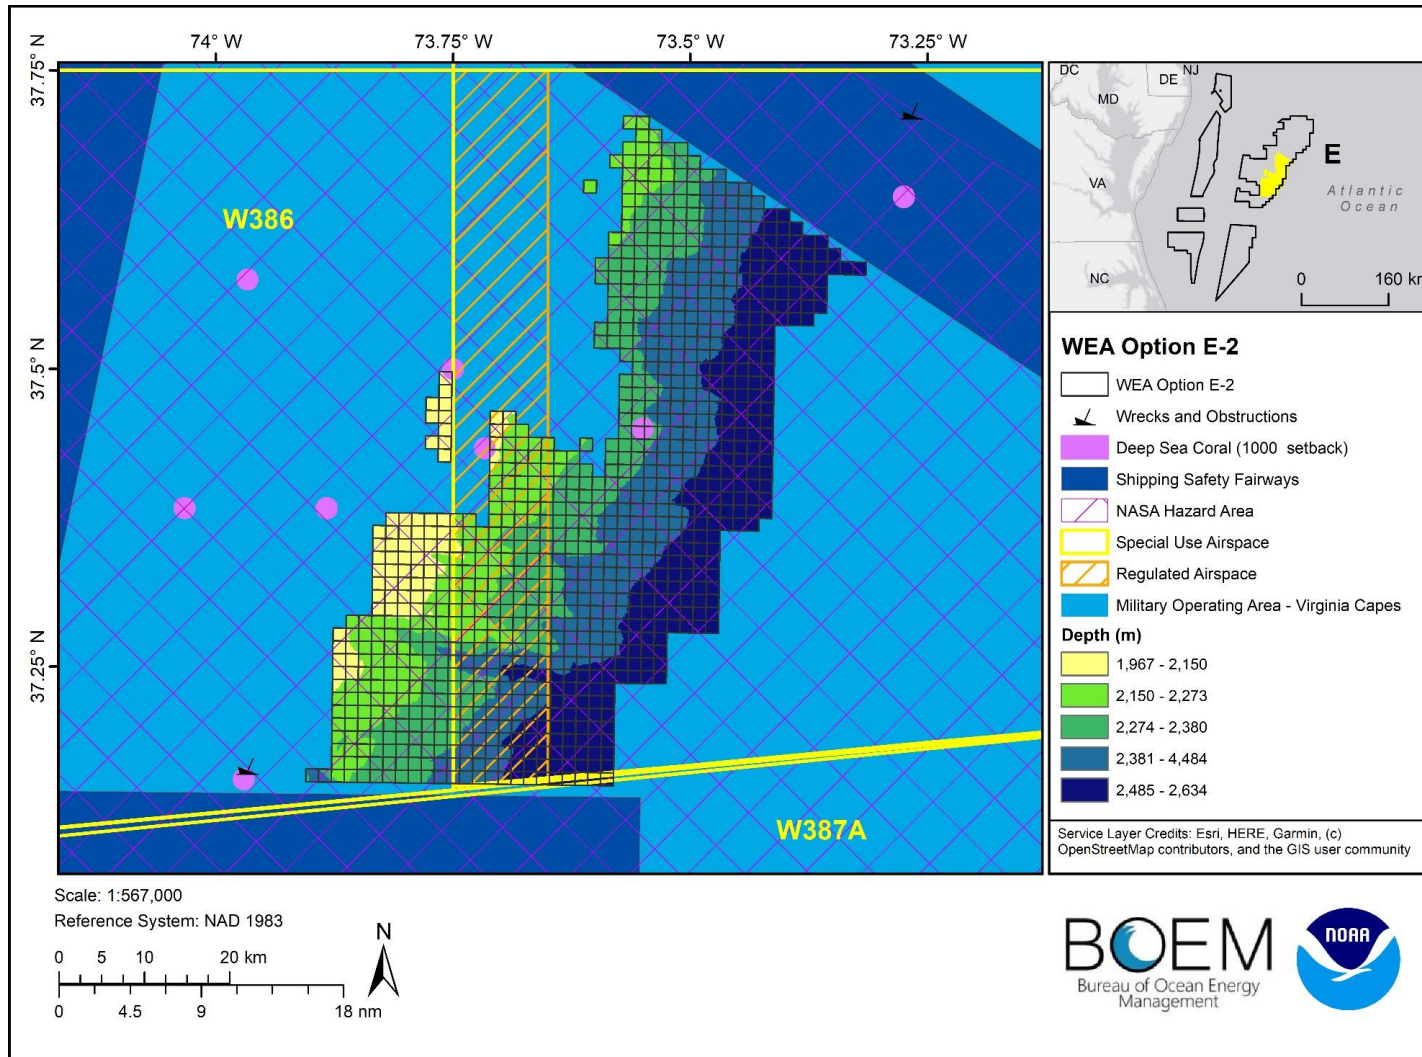 74° W
73.75° W
73.5° W
73.25° W
37.75° N
37.5° N
37.25° N
W386
W387A
DC
NJ
DE
MD
VA
NC
E
Atlantic
Ocean
0 160 km
WEA Option E-2
WEA Option E-2
Wrecks and Obstructions
Deep Sea Coral (1000 setback)
Shipping Safety Fairways
NASA Hazard Area
Special Use Airspace
Regulated Airspace
Military Operating Area - Virginia Capes
Depth (m)
1,967 - 2,150
2,150 - 2,273
2,274 - 2,380
2,381 - 4,484
2,485 - 2,634
Service Layer Credits: Esri, HERE, Garmin, (c)
OpenStreetMap contributors, and the GIS user community
Scale: 1:567,000
Reference System: NAD 1983
0 5 10 20 km
0 4.5 9 18 nm
N
BOEM
Bureau of Ocean Energy
Management
NOAA